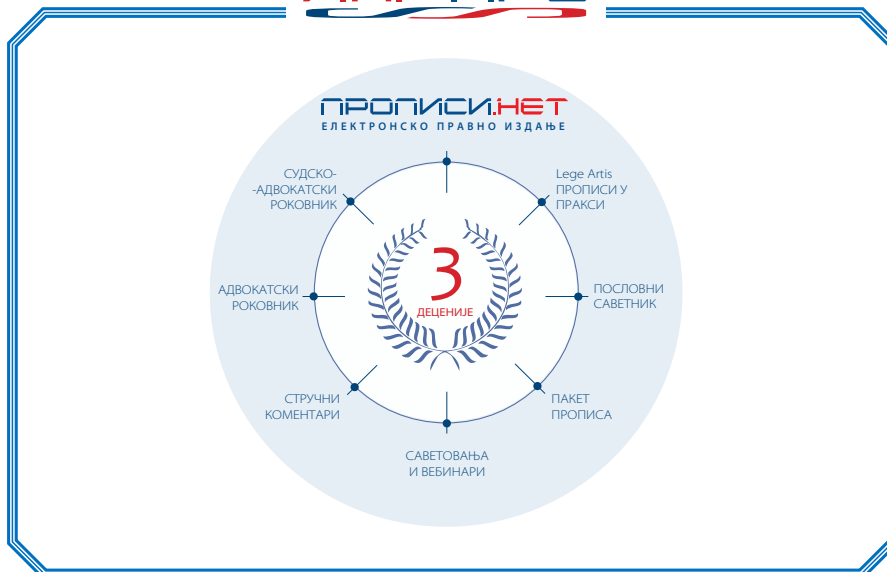 ПРОПИСИ.НЕТ
ЕЛЕКТРОНСКО ПРАВНО ИЗДАЊЕ
СУДСКО-
-АДВОКАТСКИ
РОКОВНИК
Lege Artis
ПРОПИСИ У
ПРАКСИ
АДВОКАТСКИ
РОКОВНИК
3
ДЕЦЕНИЈЕ
ПОСЛОВНИ
САВЕТНИК
СТРУЧНИ
КОМЕНТАРИ
ПАКЕТ
ПРОПИСА
САВЕТОВАЊА
И ВЕБИНАРИ